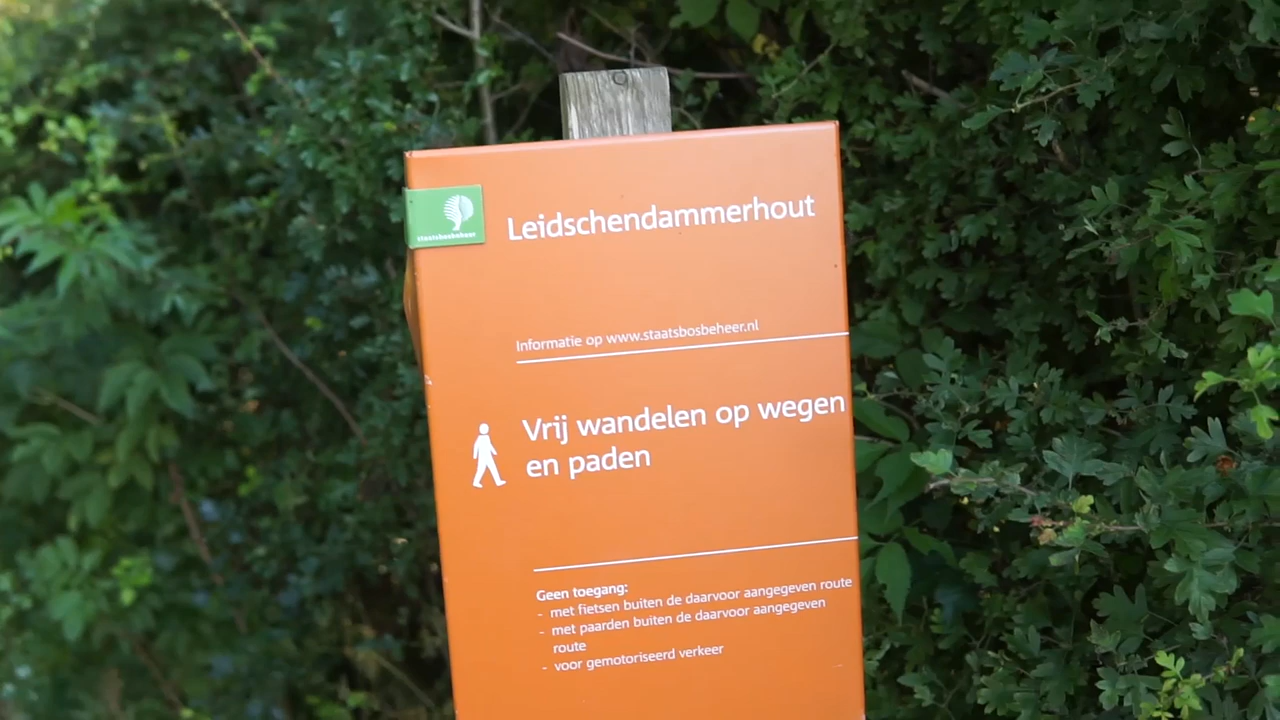 staatsbosbeheer
Leidschendammerhout
Informatie op www.staatsbosbeheer.nl
Vrij wandelen op wegen
en paden
Geen toegang:
- met fietsen buiten de daarvoor aangegeven route
- met paarden buiten de daarvoor aangegeven
route
- voor gemotoriseerd verkeer